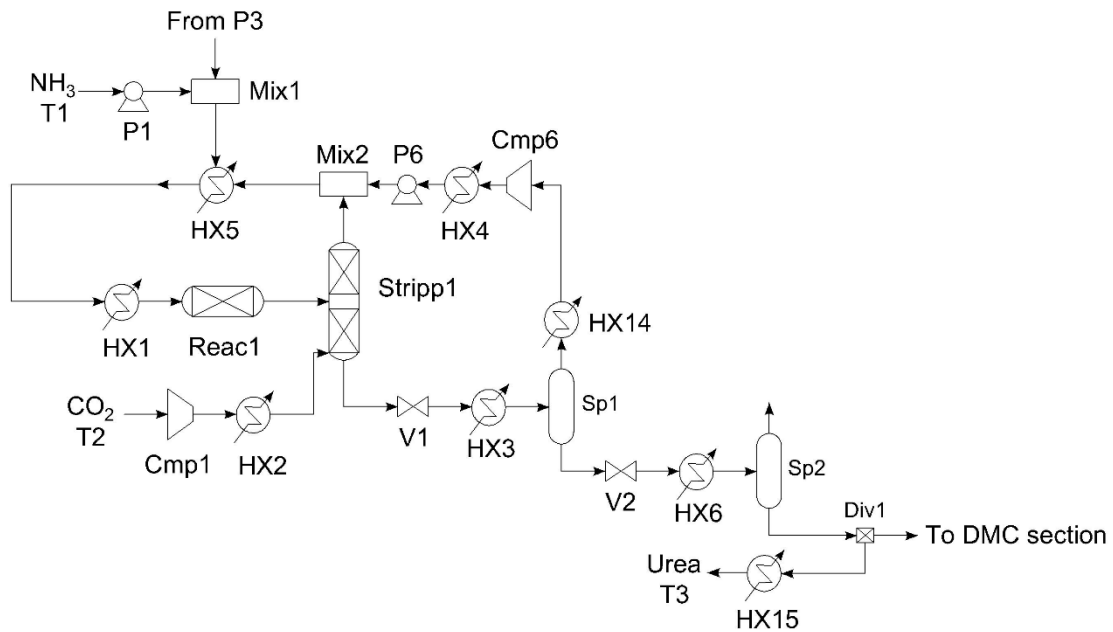 From P3
NH₃
T1
P1
Mix1
Mix2
P6
Cmp6
HX5
HX4
Stripp1
HX14
HX1
Reac1
CO₂
T2
Cmp1
HX2
V1
HX3
Sp1
V2
HX6
Sp2
Div1
To DMC section
Urea
T3
HX15